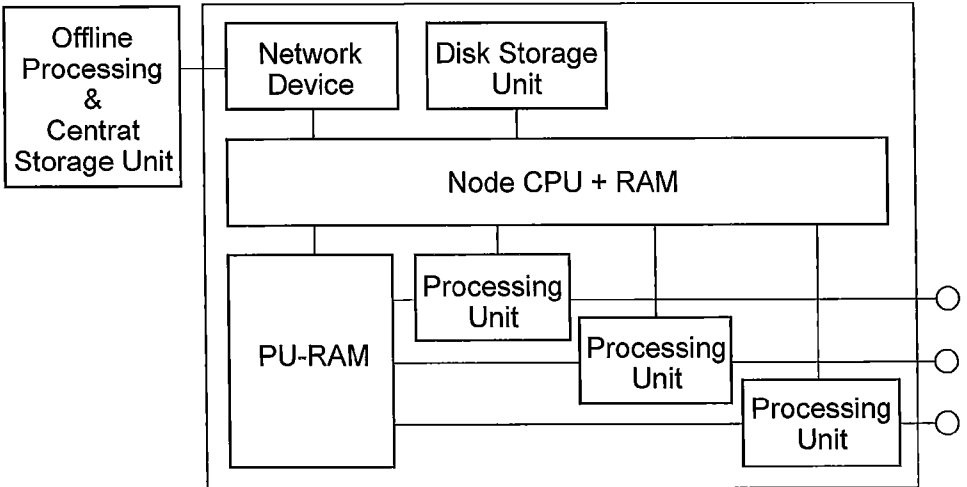 Offline
Processing
&
Centrat
Storage Unit
Network
Device
Disk Storage
Unit
Node CPU + RAM
PU-RAM
Processing
Unit
Processing
Unit
Processing
Unit